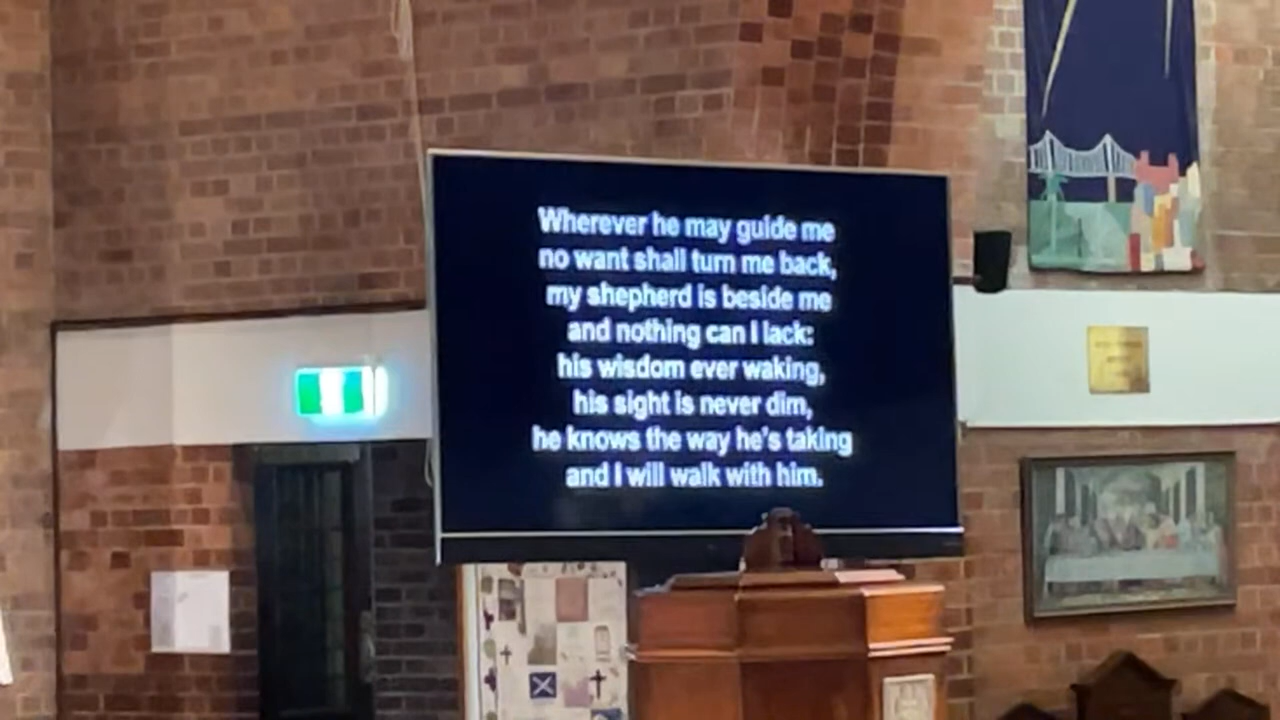 Wherever he may guide me
no want shall turn me back,
my shepherd is beside me
and nothing can I lack:
his wisdom ever waking,
his sight is never dim,
he knows the way he's taking
and I will walk with him.